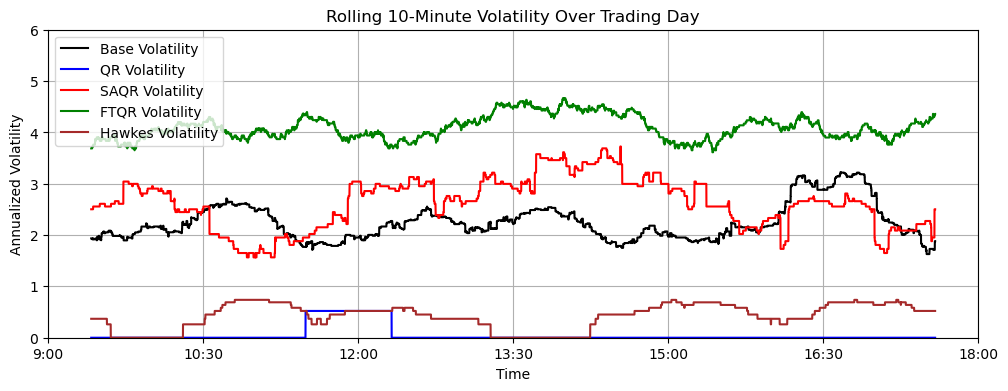 Rolling 10-Minute Volatility Over Trading Day
Annualized Volatility
6
5
4
3
2
1
0
Base Volatility
QR Volatility
SAQR Volatility
FTQR Volatility
Hawkes Volatility
9:00 10:30 12:00 13:30 15:00 16:30 18:00
Time